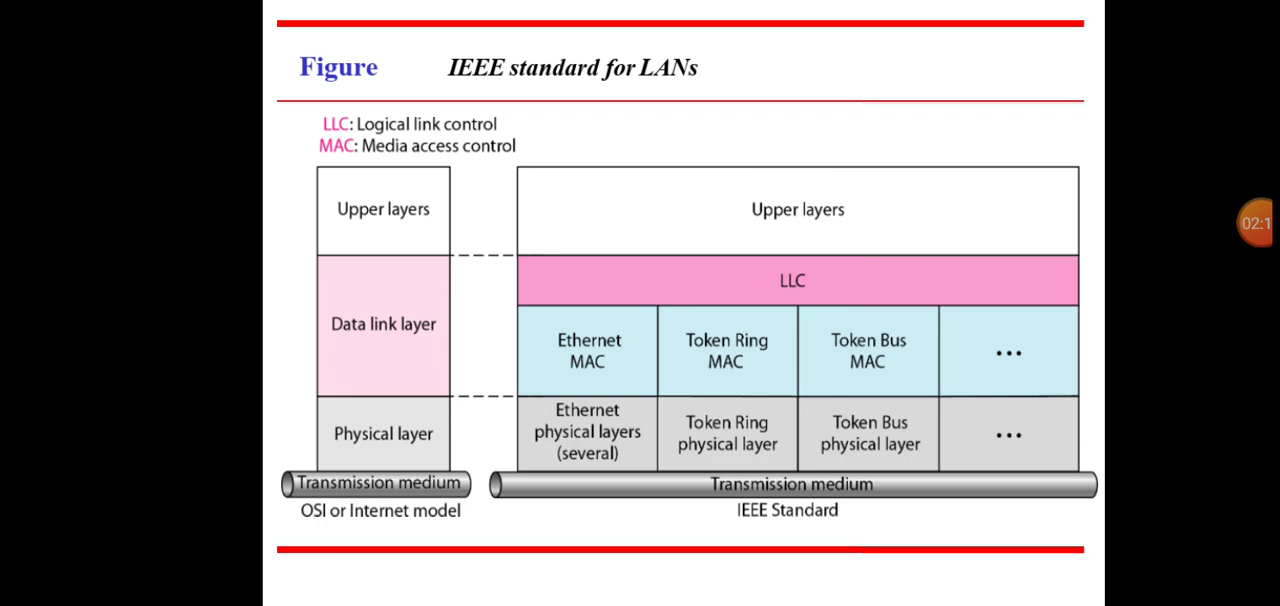 Figure IEEE standard for LANs
LLC: Logical link control
MAC: Media access control
Upper layers
Data link layer
Physical layer
Transmission medium
OSI or Internet model
Upper layers
LLC
Ethernet
MAC
Token Ring
MAC
Token Bus
MAC
...
Ethernet
physical layers
(several)
Token Ring
physical layer
Token Bus
physical layer
...
Transmission medium
IEEE Standard
02:1